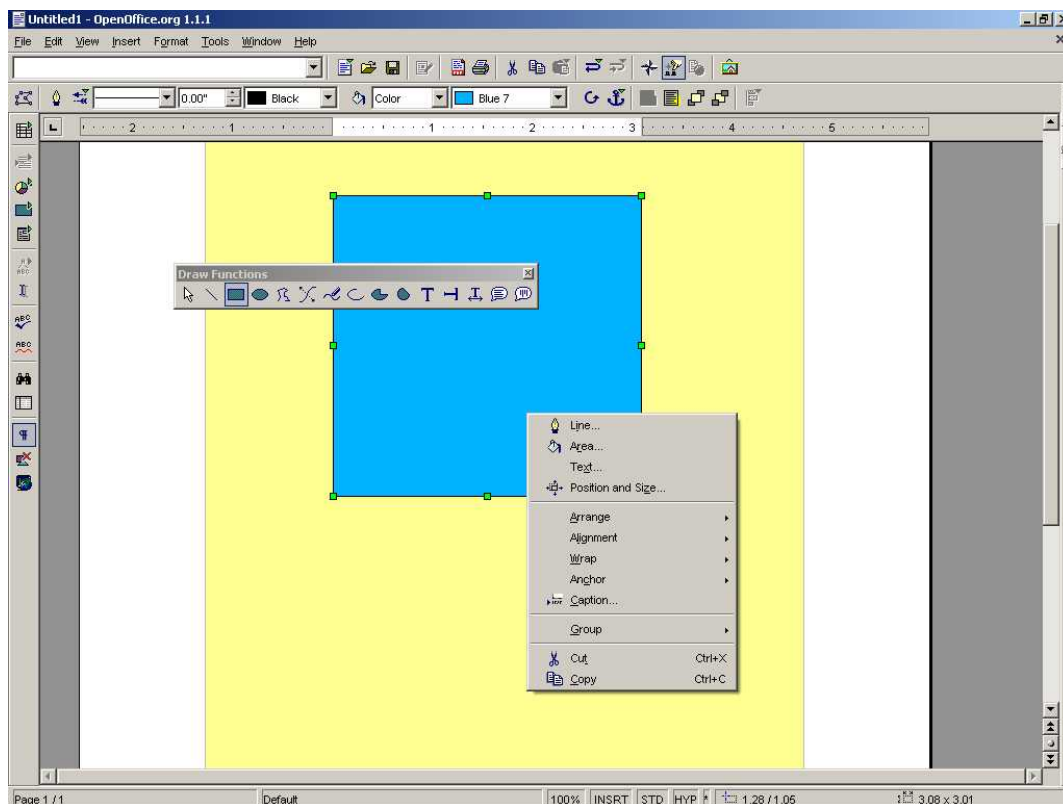 Untitled1 - OpenOffice.org 1.1.1
File Edit View Insert Format Tools Window Help
0.00" Black Color Blue 7
2 1 1 2 3 4 5 6
Draw Functions
T
ABC
ABC
Line...
Area...
Text...
Position and Size...
Arrange
Alignment
Wrap
Anchor
Caption...
Group
Cut Ctrl+X
Copy Ctrl+C
Page 1 / 1 Default 100% INSRT STD HYP * 1.28 / 1.05 3.08 x 3.01